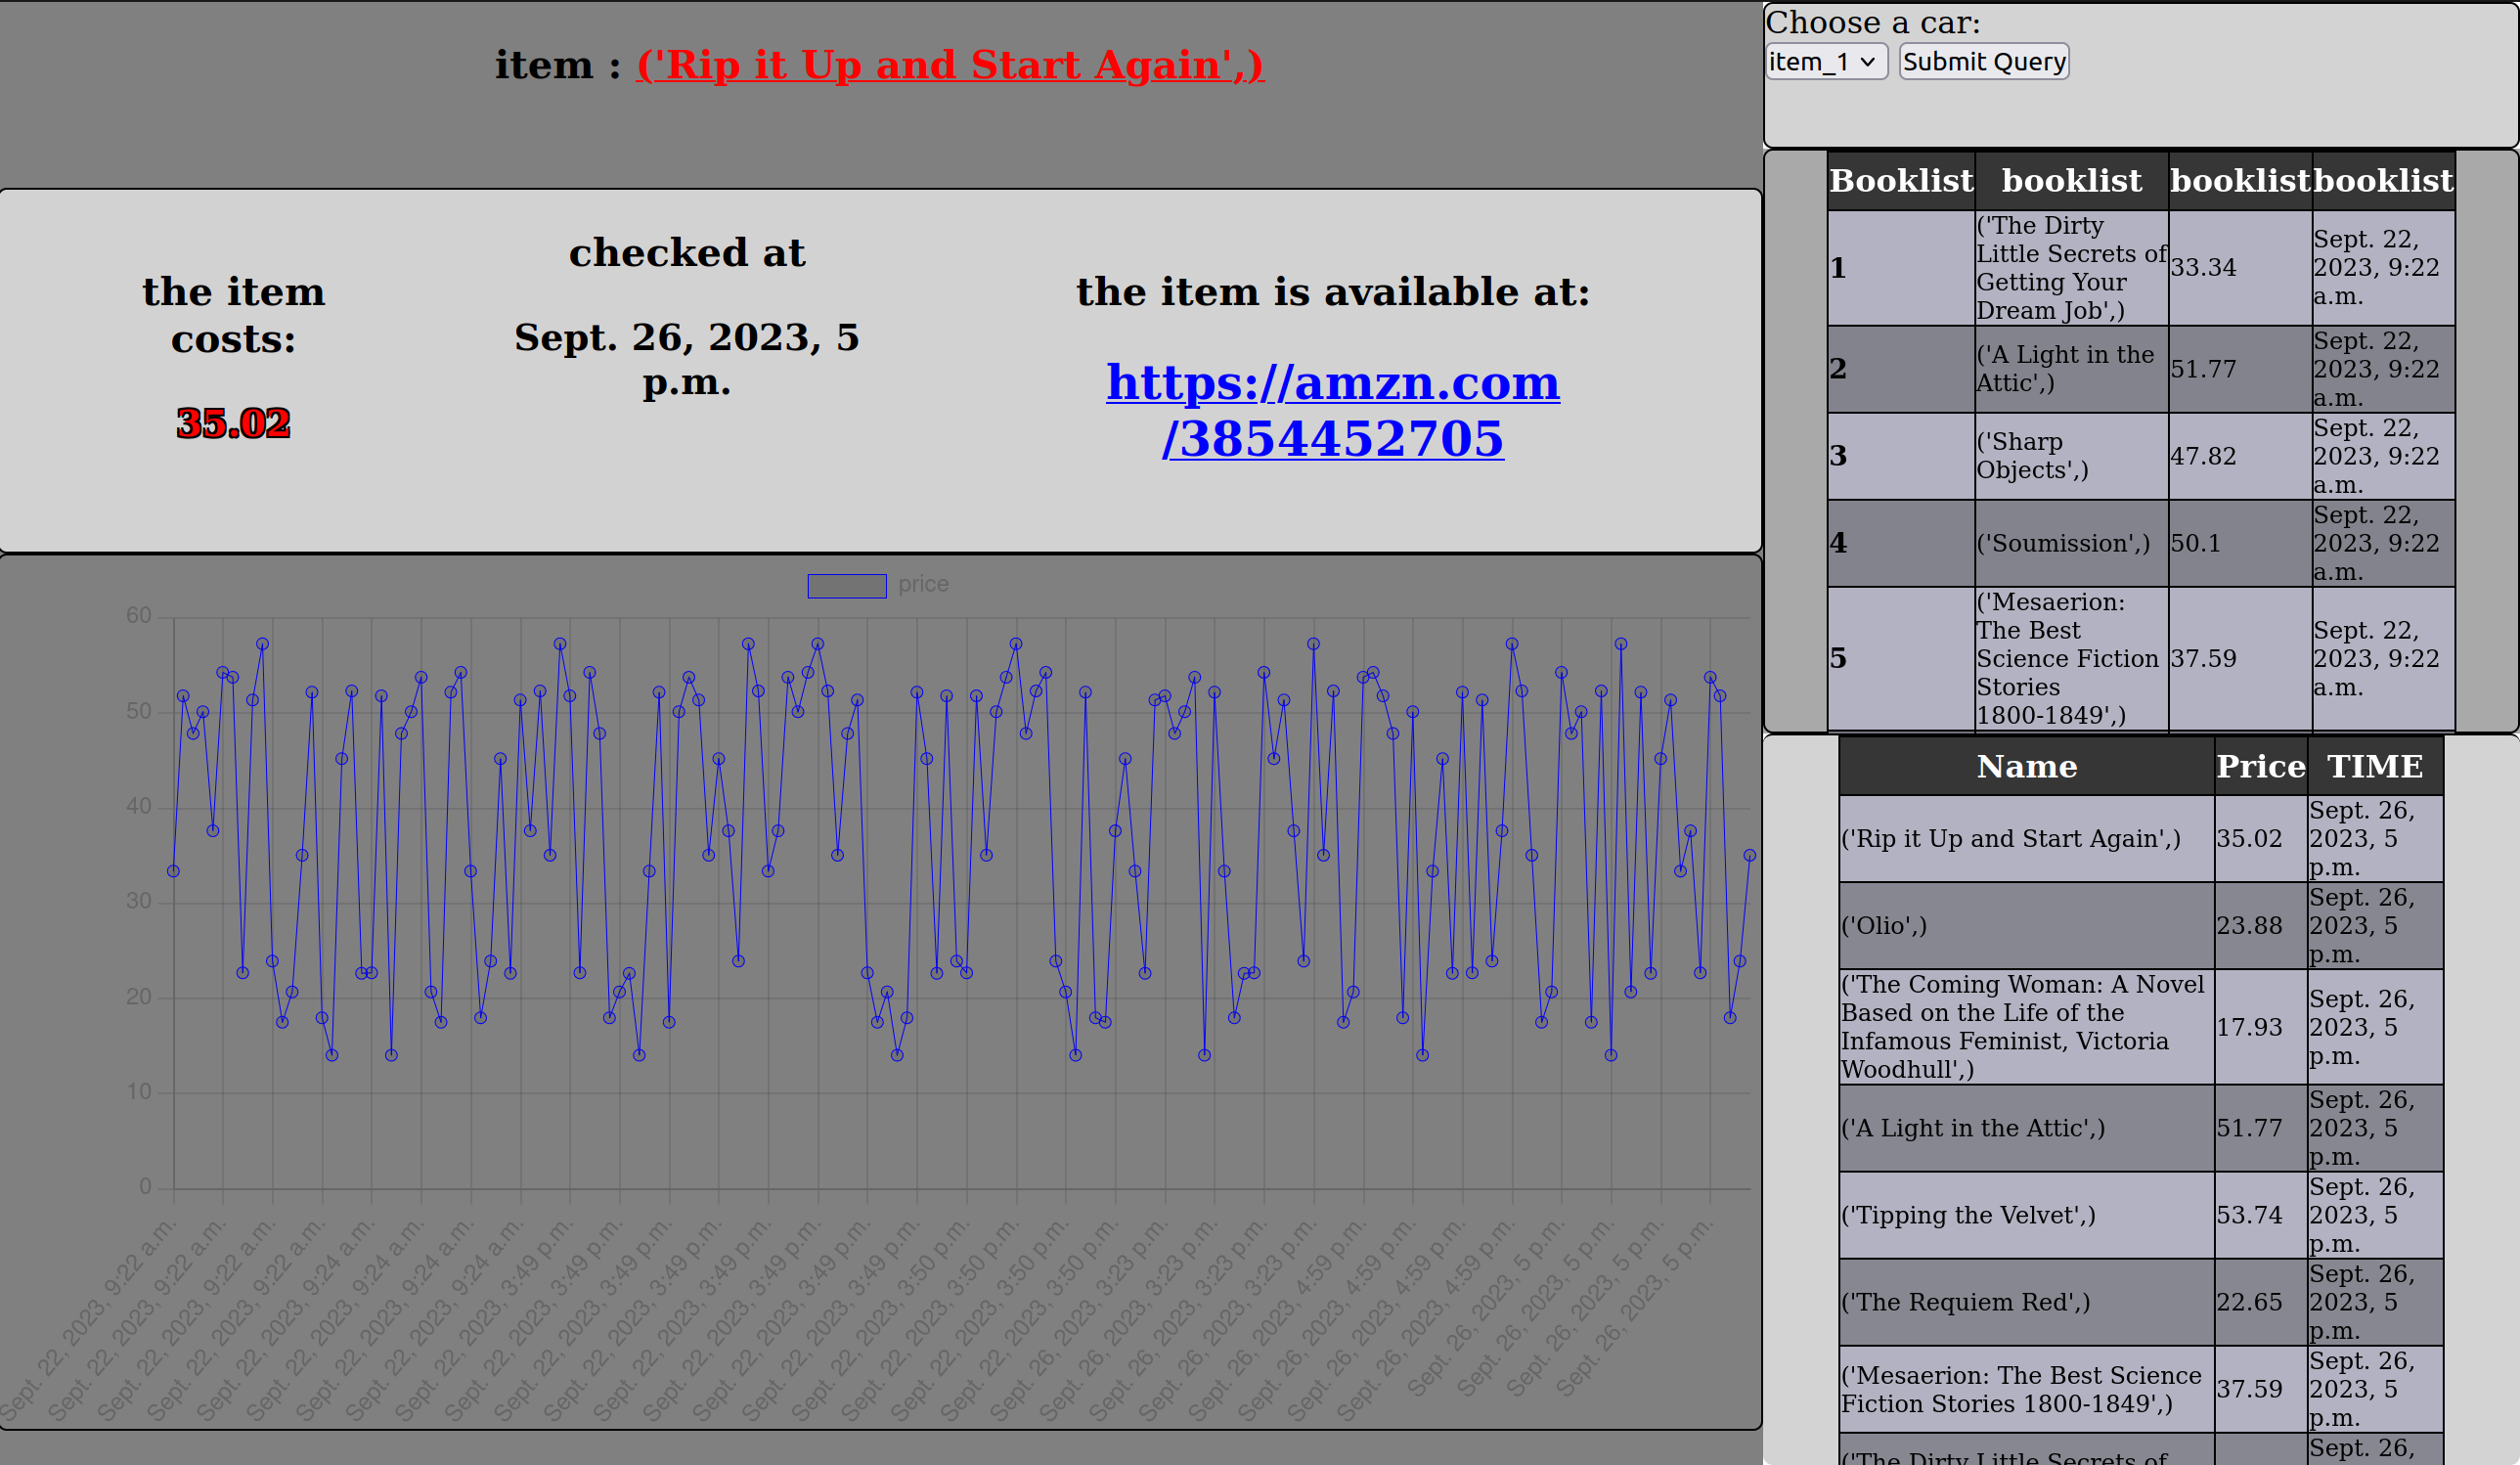 item : ('Rip it Up and Start Again',)
the item
costs:
35.02
checked at
Sept. 26, 2023, 5
p.m.
the item is available at:
https://amzn.com
/3854452705
price
60
50
40
30
20
10
0
Sept. 22, 2023, 9:22 a.m.
Sept. 22, 2023, 9:22 a.m.
Sept. 22, 2023, 9:22 a.m.
Sept. 22, 2023, 9:22 a.m.
Sept. 22, 2023, 9:24 a.m.
Sept. 22, 2023, 9:24 a.m.
Sept. 22, 2023, 9:24 a.m.
Sept. 22, 2023, 9:24 a.m.
Sept. 22, 2023, 3:49 p.m.
Sept. 22, 2023, 3:49 p.m.
Sept. 22, 2023, 3:49 p.m.
Sept. 22, 2023, 3:49 p.m.
Sept. 22, 2023, 3:49 p.m.
Sept. 22, 2023, 3:49 p.m.
Sept. 22, 2023, 3:49 p.m.
Sept. 22, 2023, 3:49 p.m.
Sept. 22, 2023, 3:50 p.m.
Sept. 22, 2023, 3:50 p.m.
Sept. 22, 2023, 3:50 p.m.
Sept. 22, 2023, 3:50 p.m.
Sept. 26, 2023, 3:23 p.m.
Sept. 26, 2023, 3:23 p.m.
Sept. 26, 2023, 3:23 p.m.
Sept. 26, 2023, 3:23 p.m.
Sept. 26, 2023, 4:59 p.m.
Sept. 26, 2023, 4:59 p.m.
Sept. 26, 2023, 4:59 p.m.
Sept. 26, 2023, 4:59 p.m.
Sept. 26, 2023, 5 p.m.
Sept. 26, 2023, 5 p.m.
Sept. 26, 2023, 5 p.m.
Sept. 26, 2023, 5 p.m.
Choose a car:
item_1 Submit Query
Booklist booklist booklist booklist
1
('The Dirty
Little Secrets of
Getting Your
Dream Job',)
33.34
Sept. 22,
2023, 9:22
a.m.
2
('A Light in the
Attic',)
51.77
Sept. 22,
2023, 9:22
a.m.
3
('Sharp
Objects',)
47.82
Sept. 22,
2023, 9:22
a.m.
4
('Soumission',)
50.1
Sept. 22,
2023, 9:22
a.m.
5
('Mesaerion:
The Best
Science Fiction
Stories
1800-1849',)
37.59
Sept. 22,
2023, 9:22
a.m.
Name Price TIME
('Rip it Up and Start Again',)
35.02
Sept. 26,
2023, 5
p.m.
('Olio',)
23.88
Sept. 26,
2023, 5
p.m.
('The Coming Woman: A Novel
Based on the Life of the
Infamous Feminist, Victoria
Woodhull',)
17.93
Sept. 26,
2023, 5
p.m.
('A Light in the Attic',)
51.77
Sept. 26,
2023, 5
p.m.
('Tipping the Velvet',)
53.74
Sept. 26,
2023, 5
p.m.
('The Requiem Red',)
22.65
Sept. 26,
2023, 5
p.m.
('Mesaerion: The Best Science
Fiction Stories 1800-1849',)
37.59
Sept. 26,
2023, 5
p.m.
('The Dirty Little Secrets of
Sept. 26,